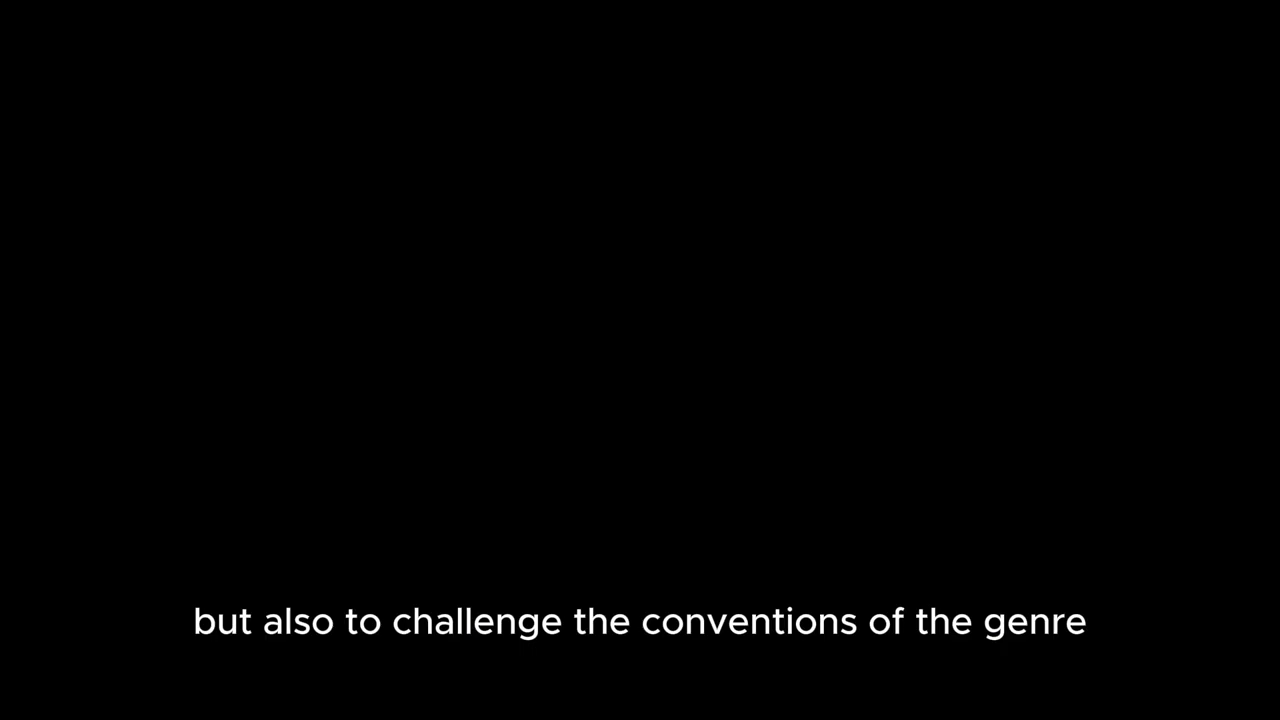 but also to challenge the conventions of the genre